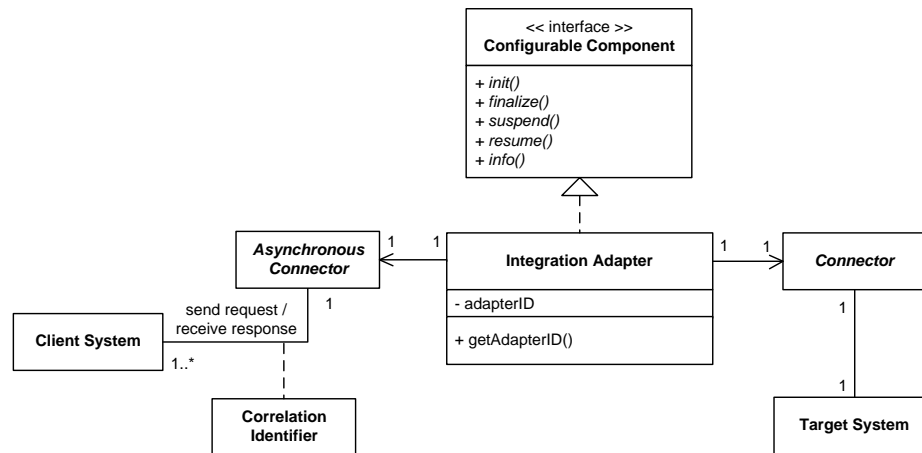 << interface >>
Configurable Component
+ init()
+ finalize()
+ suspend()
+ resume()
+ info()
Asynchronous
Connector
1
1
Integration Adapter
- adapterID
+ getAdapterID()
1
1
Connector
1
1
send request /
receive response
Client System
1..*
Correlation
Identifier
1
Target System